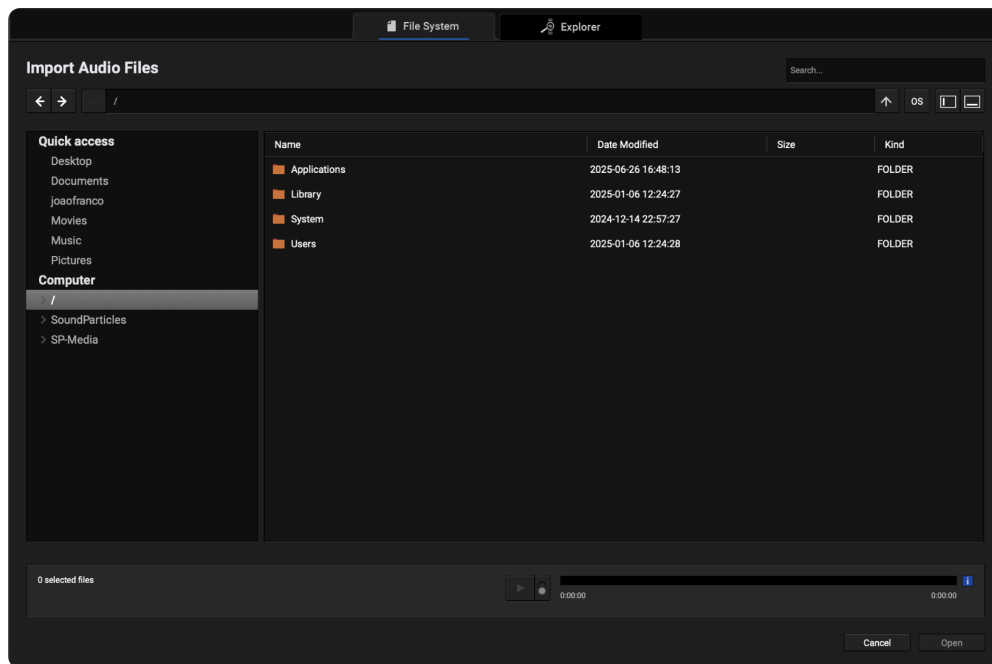 File System
Explorer
Import Audio Files
Search...
/
OS
Quick access
Desktop
Documents
joaofranco
Movies
Music
Pictures
Computer
/
SoundParticles
SP-Media
Name Date Modified Size Kind
Applications 2025-06-26 16:48:13 FOLDER
Library 2025-01-06 12:24:27 FOLDER
System 2024-12-14 22:57:27 FOLDER
Users 2025-01-06 12:24:28 FOLDER
0 selected files
i
0:00:00 0:00:00
Cancel Open